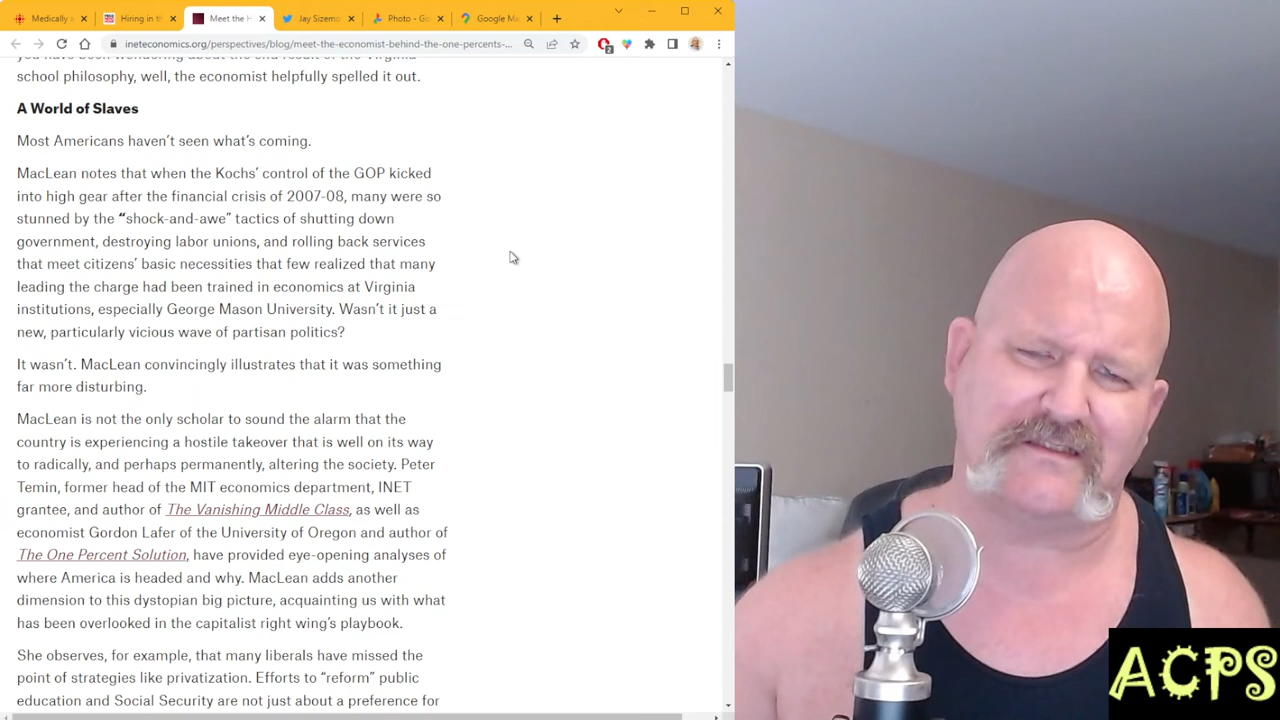 Medically a
Hiring in th
Meet the H
Jay Sizemo
Photo - Go
Google Ma
ineteconomics.org/perspectives/blog/meet-the-economist-behind-the-one-percents-...
2
you have been wondering about the end result of the Virginia
school philosophy, well, the economist helpfully spelled it out.
A World of Slaves
Most Americans haven't seen what's coming.
MacLean notes that when the Kochs' control of the GOP kicked
into high gear after the financial crisis of 2007-08, many were so
stunned by the “shock-and-awe” tactics of shutting down
government, destroying labor unions, and rolling back services
that meet citizens' basic necessities that few realized that many
leading the charge had been trained in economics at Virginia
institutions, especially George Mason University. Wasn't it just a
new, particularly vicious wave of partisan politics?
It wasn't. MacLean convincingly illustrates that it was something
far more disturbing.
MacLean is not the only scholar to sound the alarm that the
country is experiencing a hostile takeover that is well on its way
to radically, and perhaps permanently, altering the society. Peter
Temin, former head of the MIT economics department, INET
grantee, and author of The Vanishing Middle Class, as well as
economist Gordon Lafer of the University of Oregon and author of
The One Percent Solution, have provided eye-opening analyses of
where America is headed and why. MacLean adds another
dimension to this dystopian big picture, acquainting us with what
has been overlooked in the capitalist right wing's playbook.
She observes, for example, that many liberals have missed the
point of strategies like privatization. Efforts to “reform” public
education and Social Security are not just about a preference for
ACPS